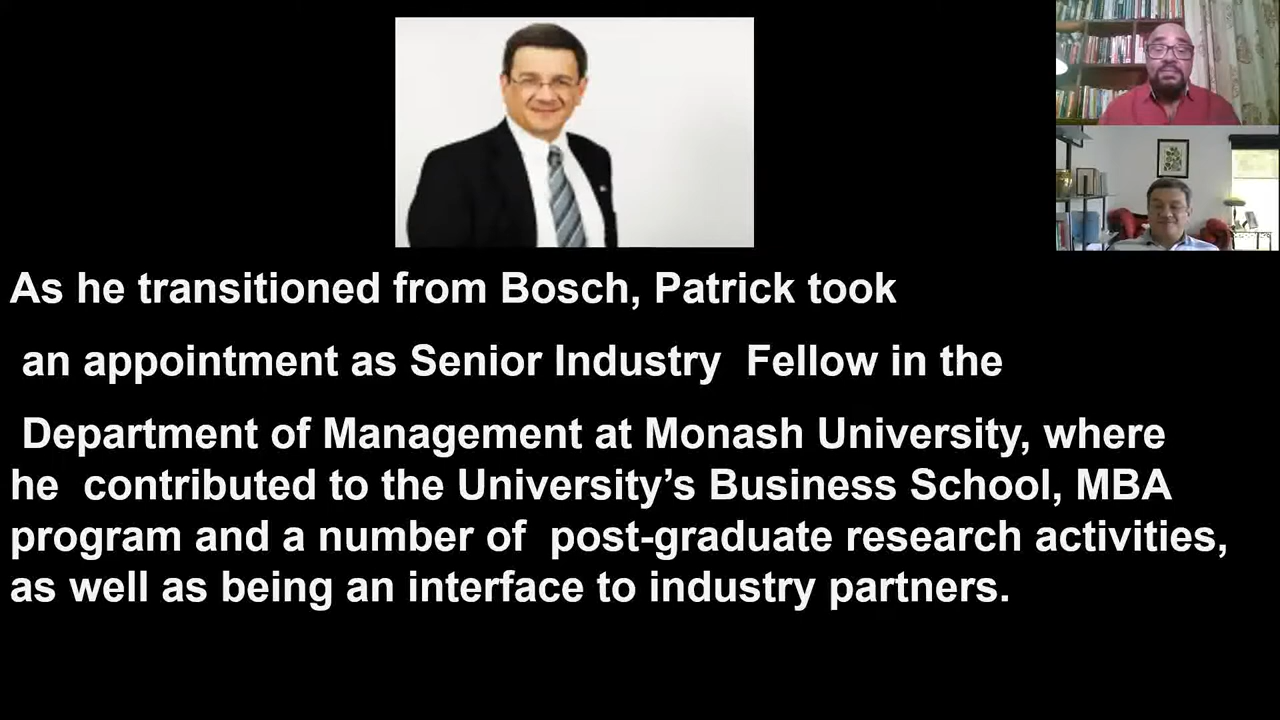 As he transitioned from Bosch, Patrick took
an appointment as Senior Industry Fellow in the
Department of Management at Monash University, where
he contributed to the University’s Business School, MBA
program and a number of post-graduate research activities,
as well as being an interface to industry partners.